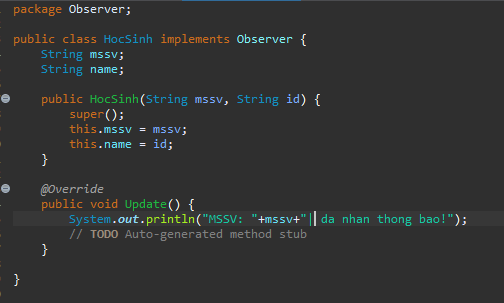 package Observer;
public class HocSinh implements Observer {
String mssv;
String name;
public HocSinh(String mssv, String id) {
super();
this.mssv = mssv;
this.name = id;
}
@Override
public void Update() {
System.out.println("MSSV: "+mssv+"| da nhan thong bao!");
// TODO Auto-generated method stub
}
}